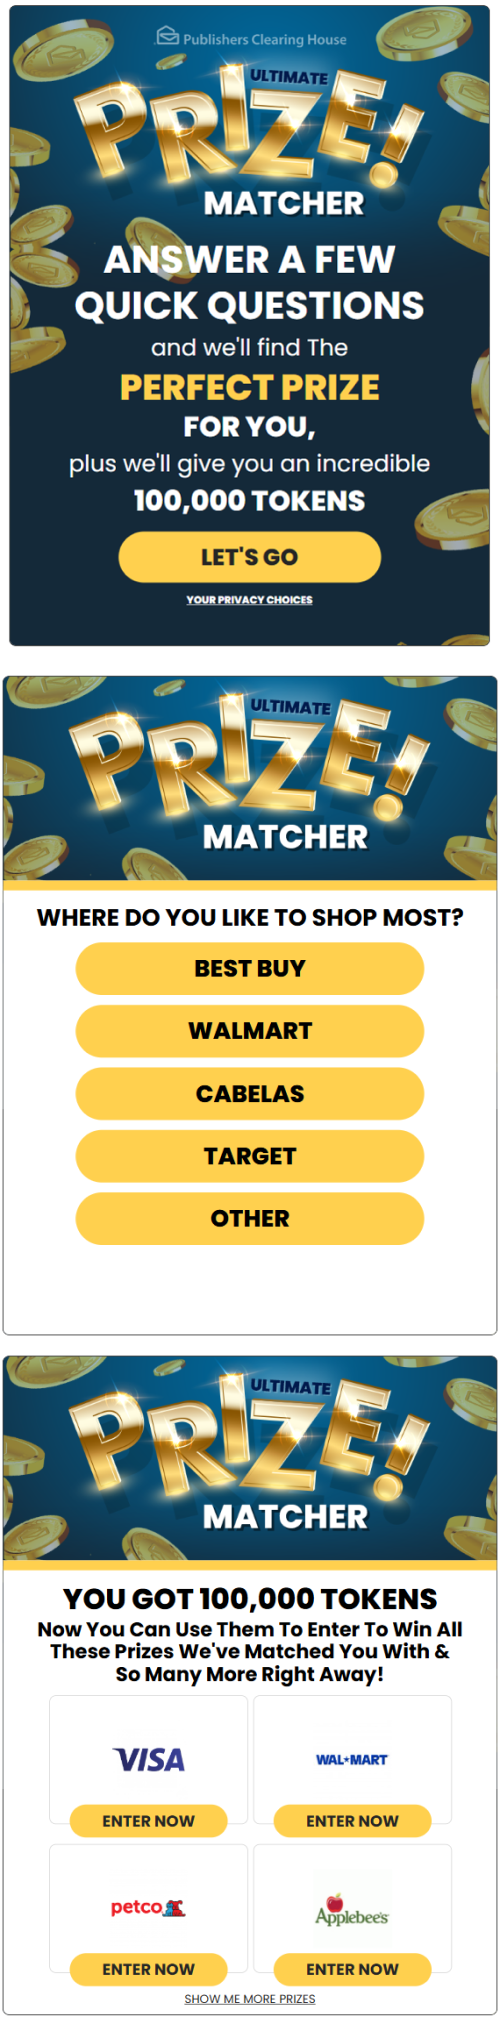 Publishers Clearing House
ULTIMATE
PRIZE!
MATCHER
ANSWER A FEW
QUICK QUESTIONS
and we'll find The
PERFECT PRIZE
FOR YOU,
plus we'll give you an incredible
100,000 TOKENS
LET'S GO
YOUR PRIVACY CHOICES
ULTIMATE
PRIZE!
MATCHER
WHERE DO YOU LIKE TO SHOP MOST?
BEST BUY
WALMART
CABELAS
TARGET
OTHER
ULTIMATE
PRIZE!
MATCHER
YOU GOT 100,000 TOKENS
Now You Can Use Them To Enter To Win All
These Prizes We've Matched You With &
So Many More Right Away!
VISA
WAL★MART
ENTER NOW
ENTER NOW
petco
Applebee's
ENTER NOW
ENTER NOW
SHOW ME MORE PRIZES